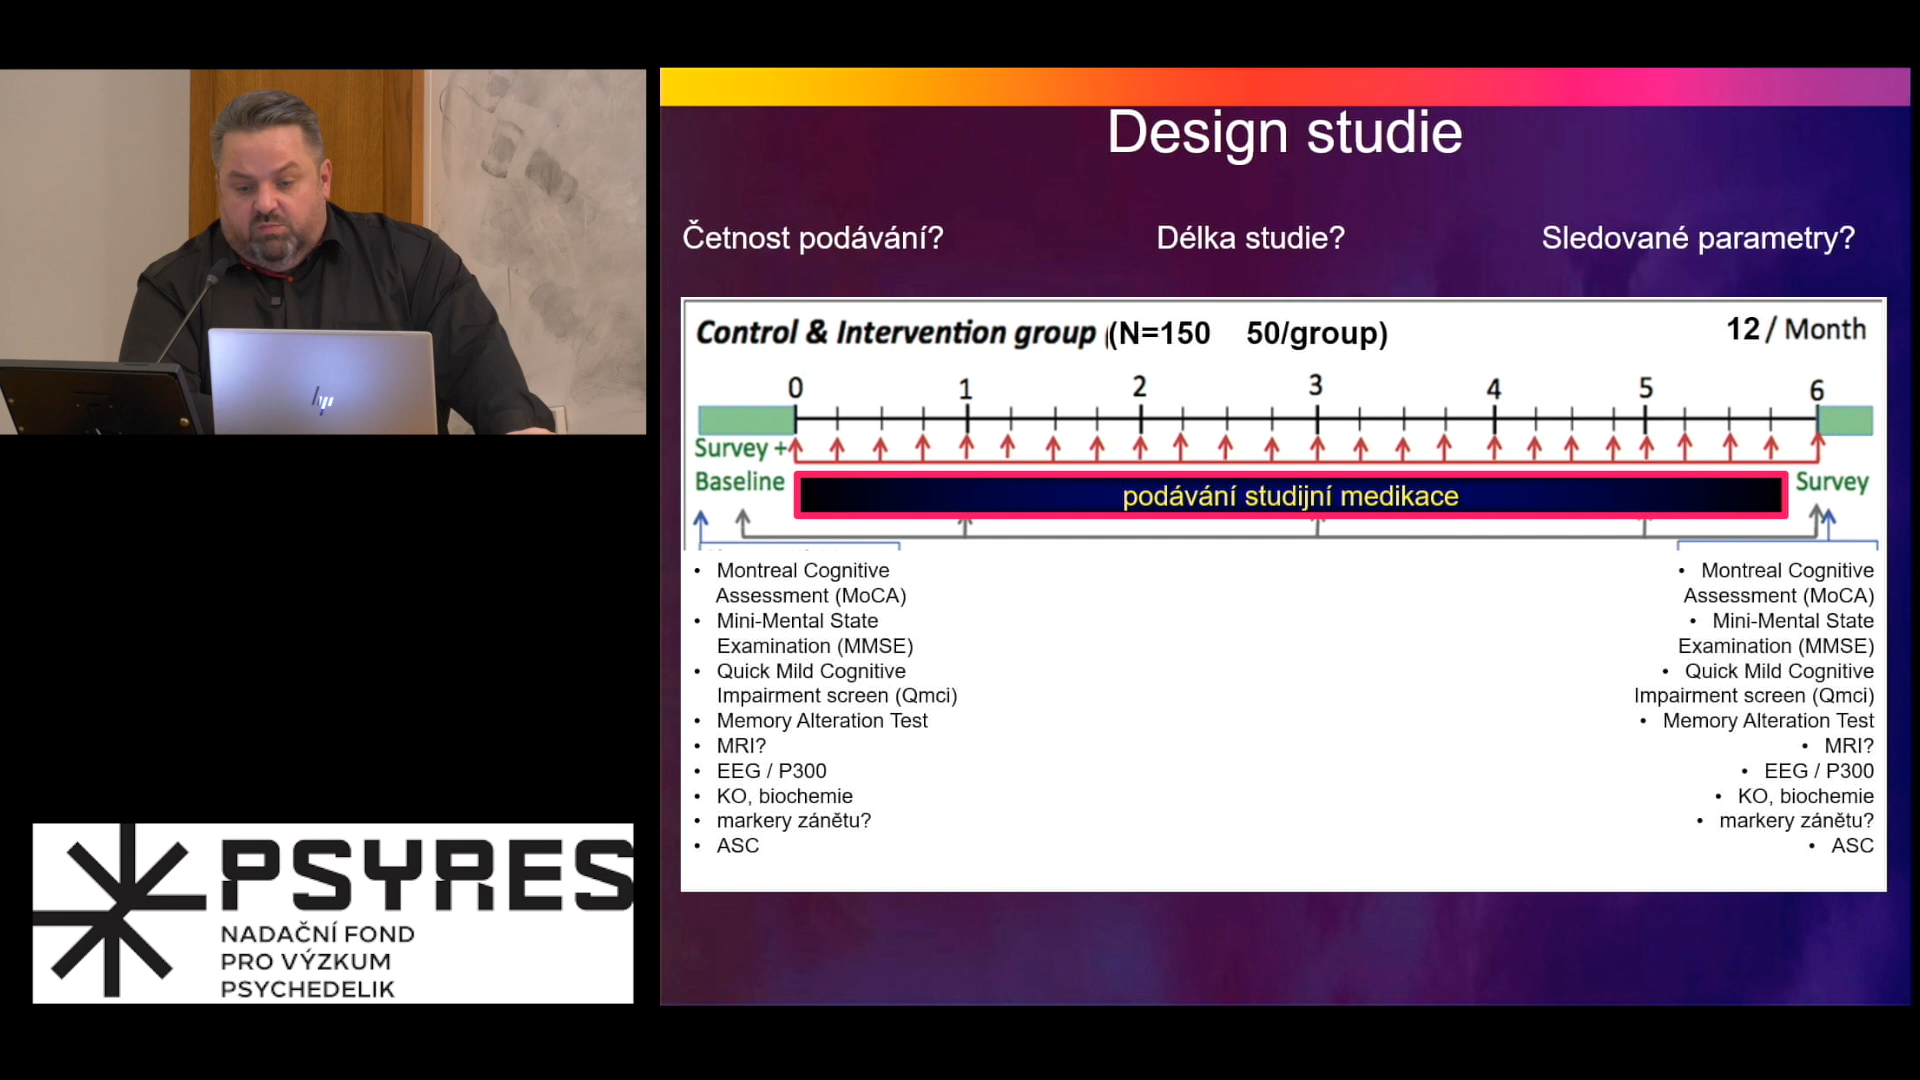 Design studie
Četnost podávání?
Délka studie?
Sledované parametry?
Control & Intervention group (N=150 50/group)
12 / Month
0 1 2 3 4 5 6
Survey +
Baseline
podávání studijní medikace
Survey
• Montreal Cognitive
Assessment (MoCA)
• Mini-Mental State
Examination (MMSE)
• Quick Mild Cognitive
Impairment screen (Qmci)
• Memory Alteration Test
• MRI?
• EEG / P300
• KO, biochemie
• markery zánětu?
• ASC
• Montreal Cognitive
Assessment (MoCA)
• Mini-Mental State
Examination (MMSE)
• Quick Mild Cognitive
Impairment screen (Qmci)
• Memory Alteration Test
• MRI?
• EEG / P300
• KO, biochemie
• markery zánětu?
• ASC
hp
PSYRES
NADAČNÍ FOND
PRO VÝZKUM
PSYCHEDELIK